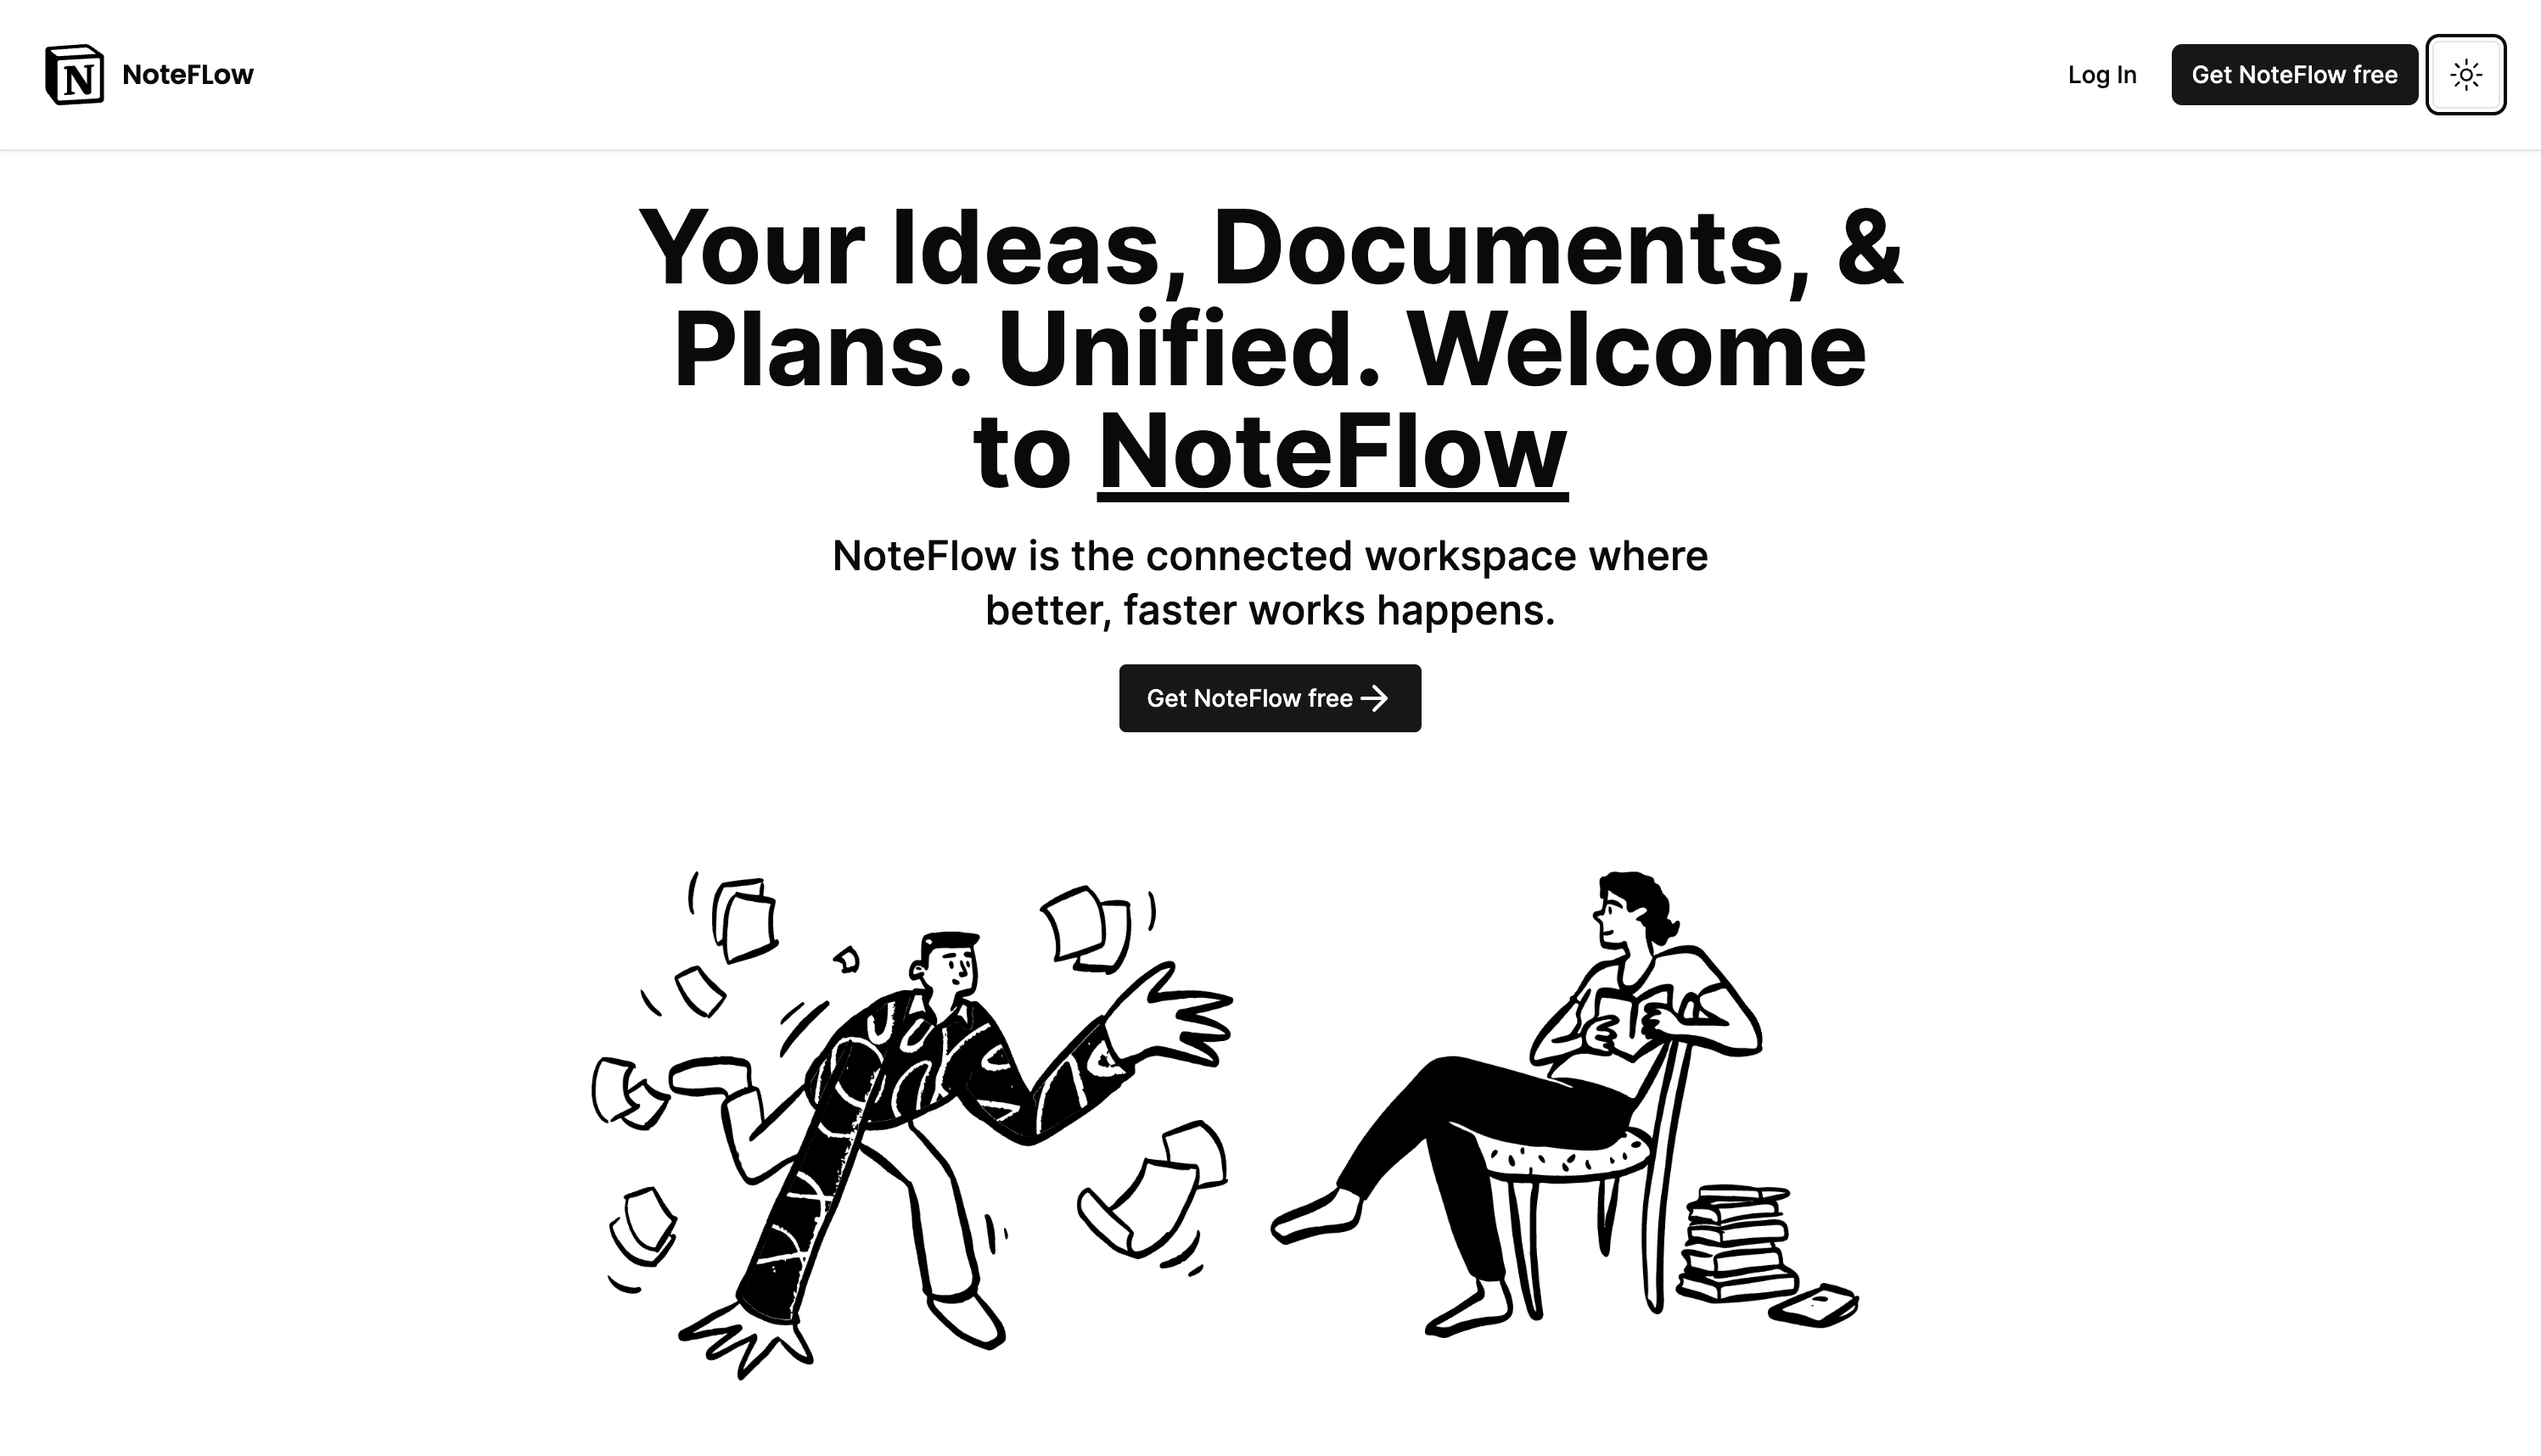 N
NoteFLow
Log In
Get NoteFlow free
Your Ideas, Documents, &
Plans. Unified. Welcome
to NoteFlow
NoteFlow is the connected workspace where
better, faster works happens.
Get NoteFlow free